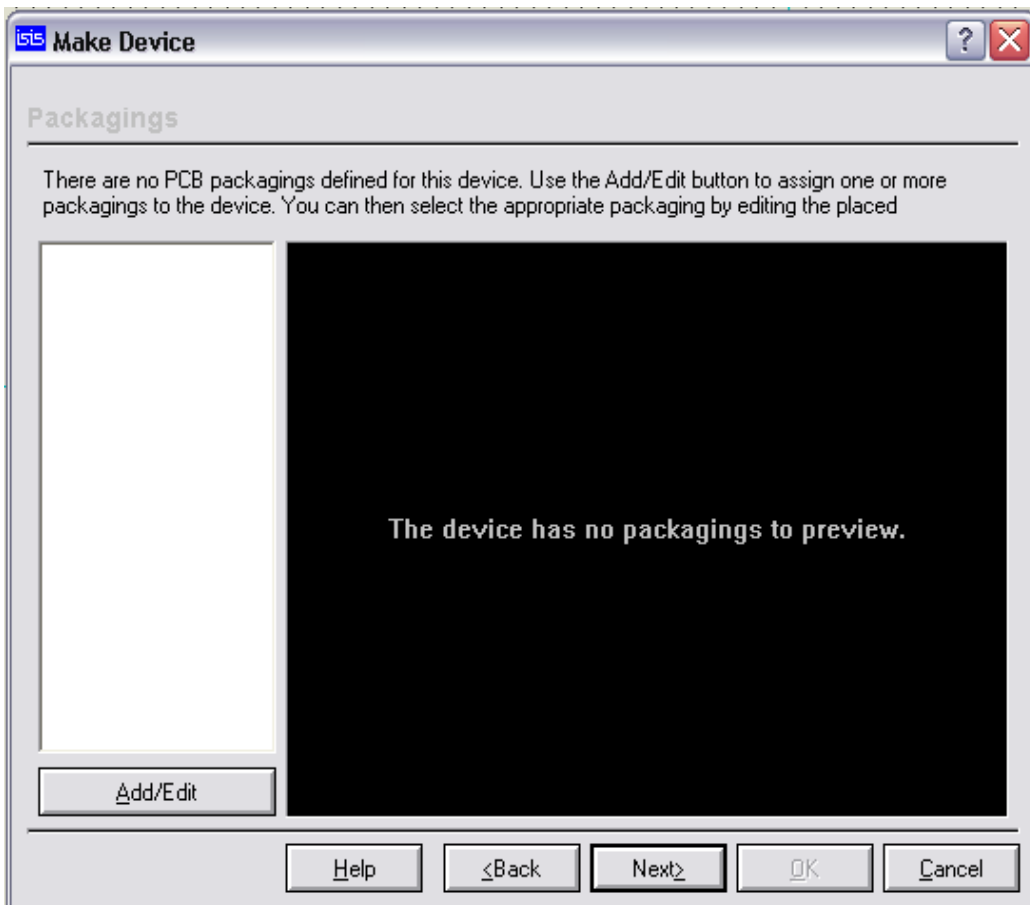 isis Make Device
Packagings
There are no PCB packagings defined for this device. Use the Add/Edit button to assign one or more
packagings to the device. You can then select the appropriate packaging by editing the placed
The device has no packagings to preview.
Add/Edit
Help <Back Next> OK Cancel